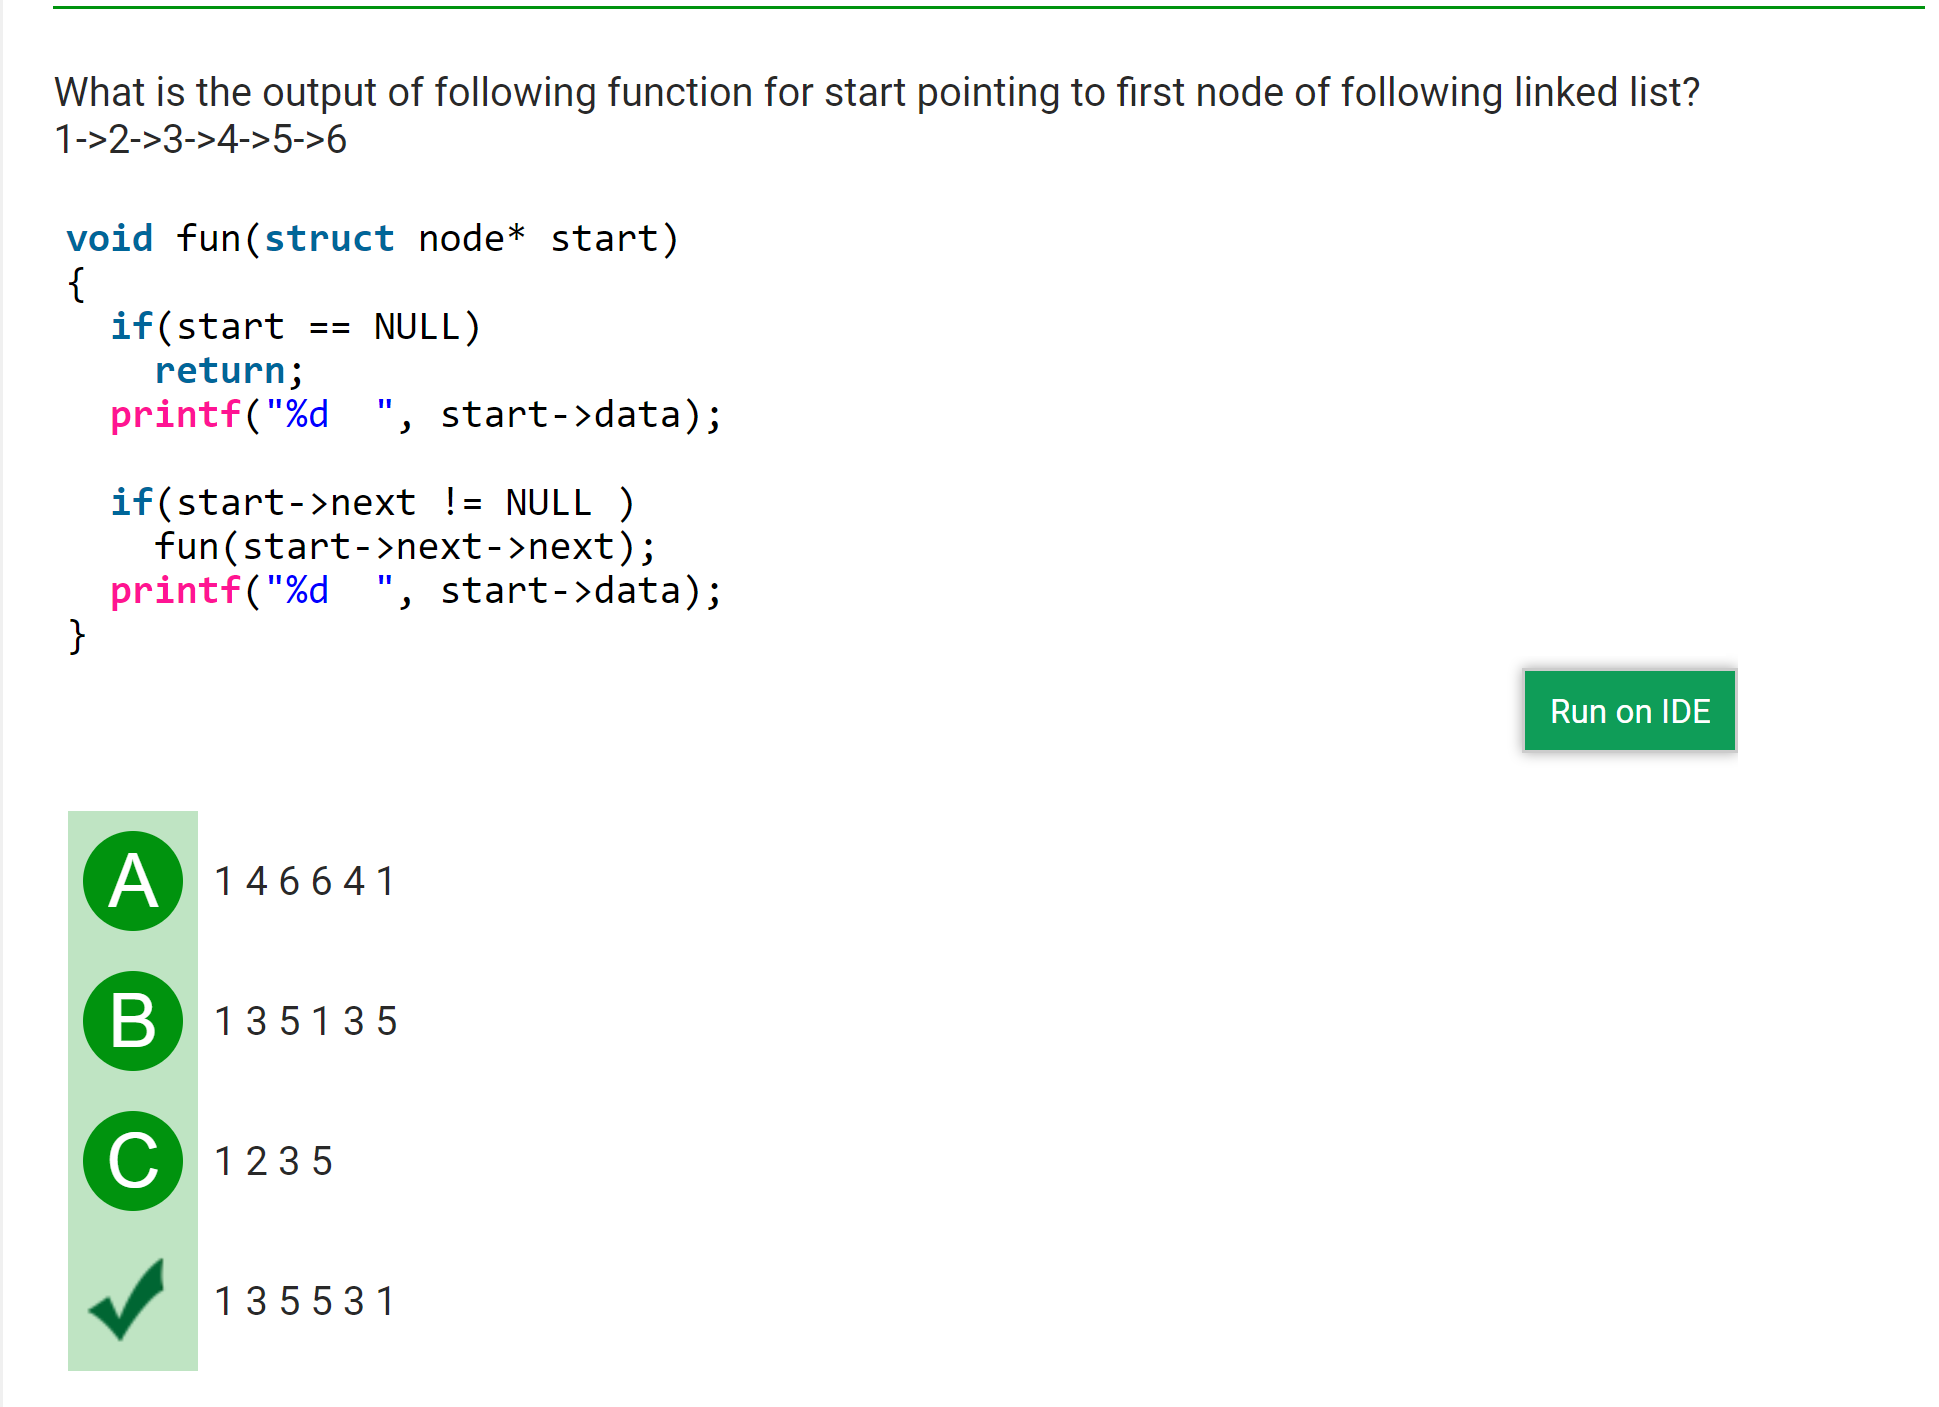 What is the output of following function for start pointing to first node of following linked list?
1->2->3->4->5->6
void fun(struct node* start)
{
  if(start == NULL)
    return;
  printf("%d  ", start->data);
  if(start->next != NULL )
    fun(start->next->next);
  printf("%d  ", start->data);
}
Run on IDE
A 1 4 6 6 4 1
B 1 3 5 1 3 5
C 1 2 3 5
1 3 5 5 3 1